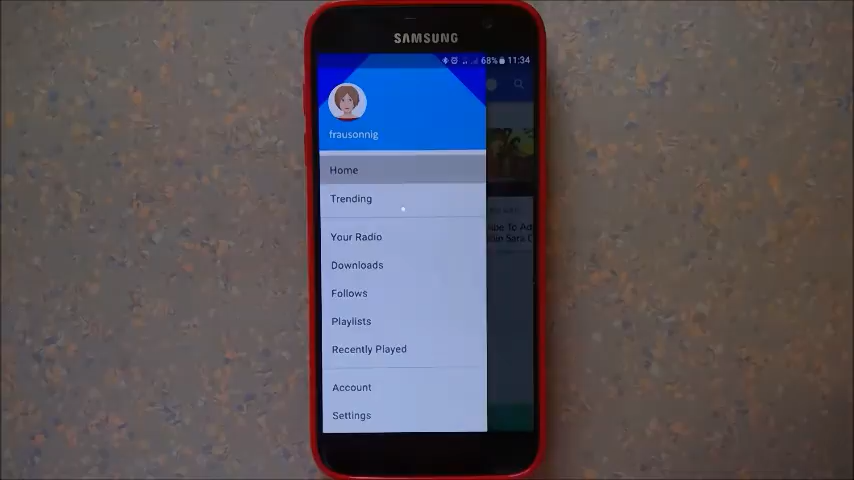 SAMSUNG
68% 11:34
frausonnig
Home
Trending
Your Radio
Downloads
Follows
Playlists
Recently Played
Account
Settings